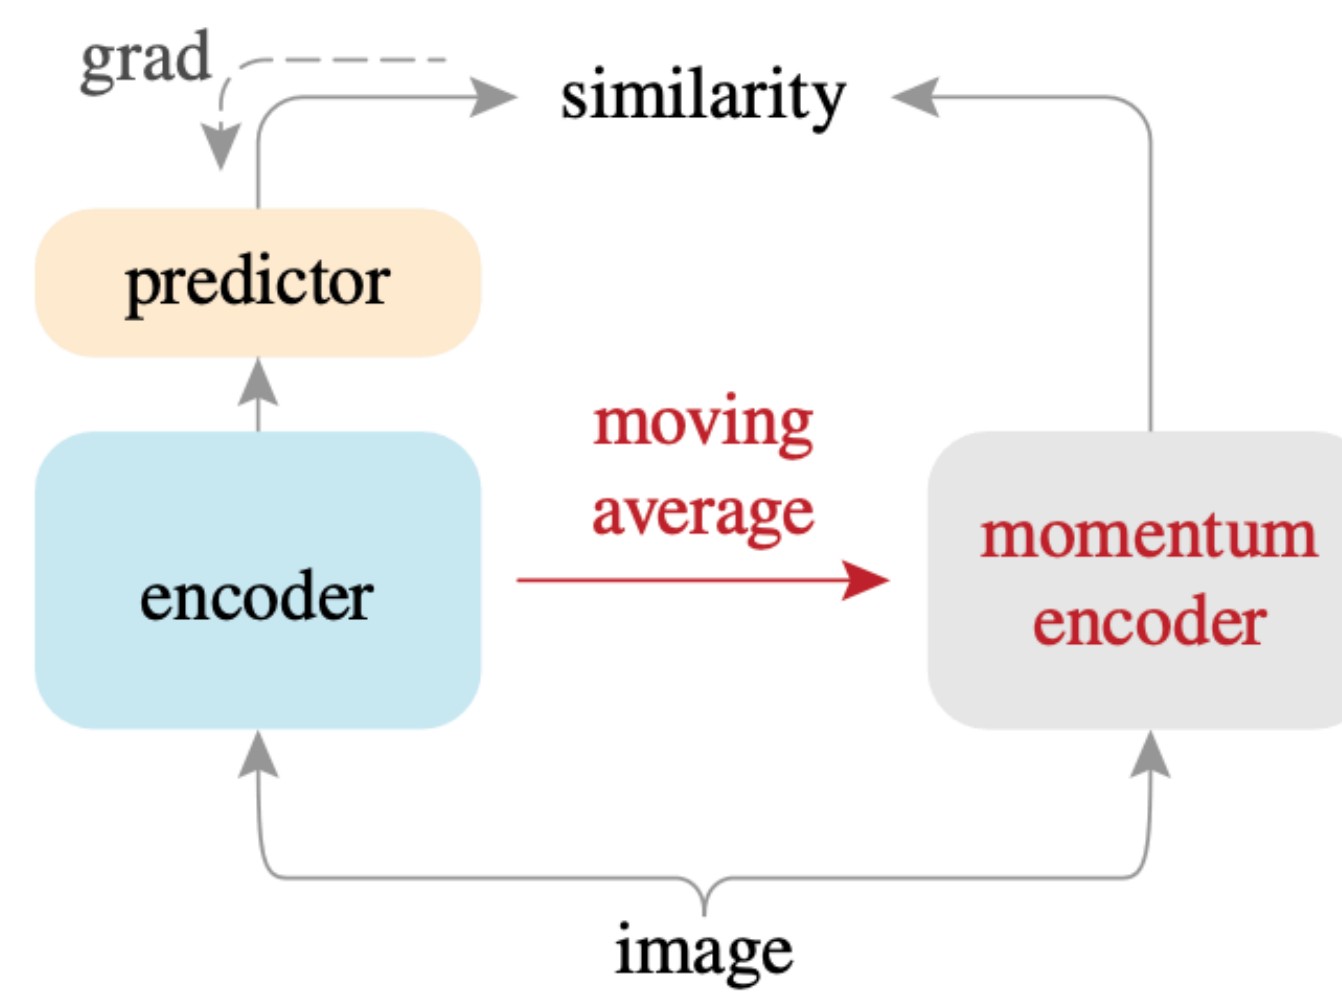 grad
similarity
predictor
moving
average
encoder
momentum
encoder
image